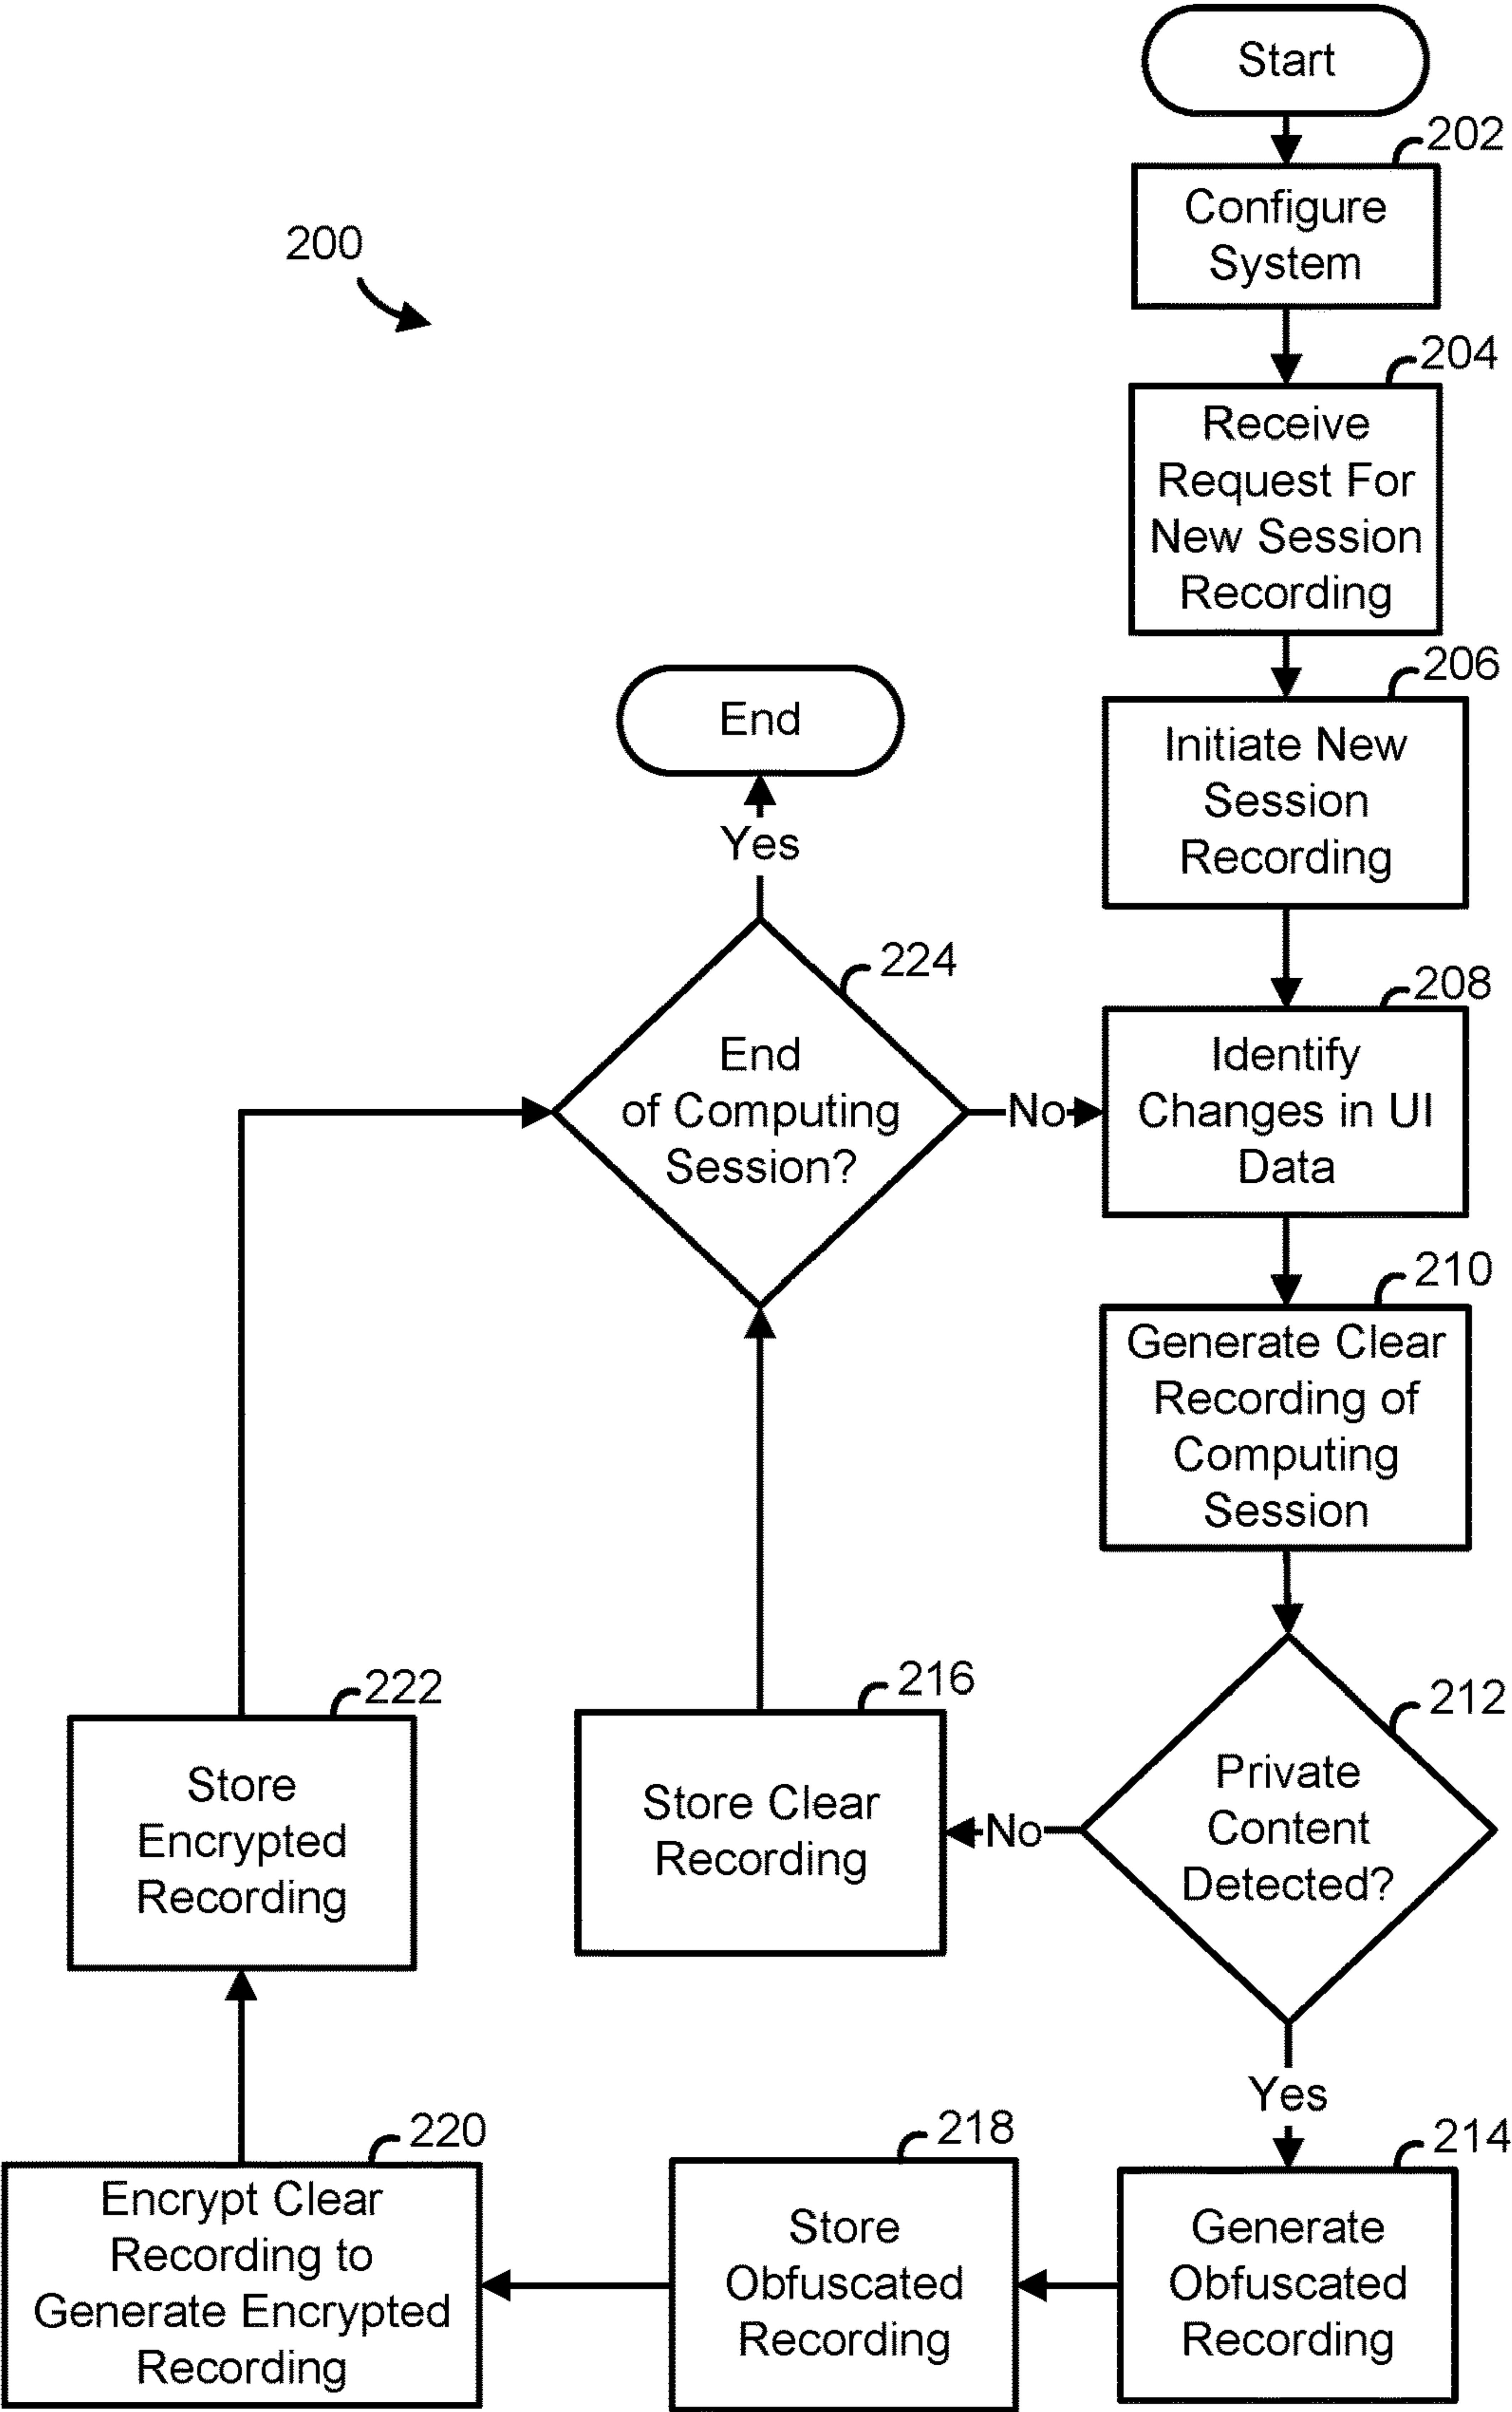 Start
202
Configure
System
200
204
Receive
Request For
New Session
Recording
206
Initiate New
Session
Recording
End
Yes
224
End
of Computing
Session?
No
208
Identify
Changes in UI
Data
210
Generate Clear
Recording of
Computing
Session
212
Private
Content
Detected?
No
216
Store Clear
Recording
222
Store
Encrypted
Recording
Yes
214
Generate
Obfuscated
Recording
218
Store
Obfuscated
Recording
220
Encrypt Clear
Recording to
Generate Encrypted
Recording